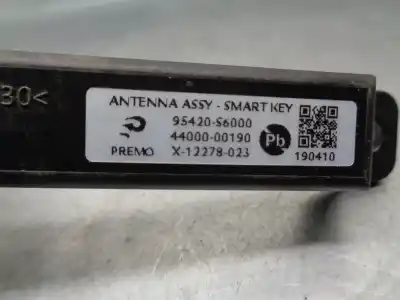 30<
ANTENNA ASSY - SMART KEY
95420-S6000
44000-00190
Pb
PREMO X-12278-023
190410